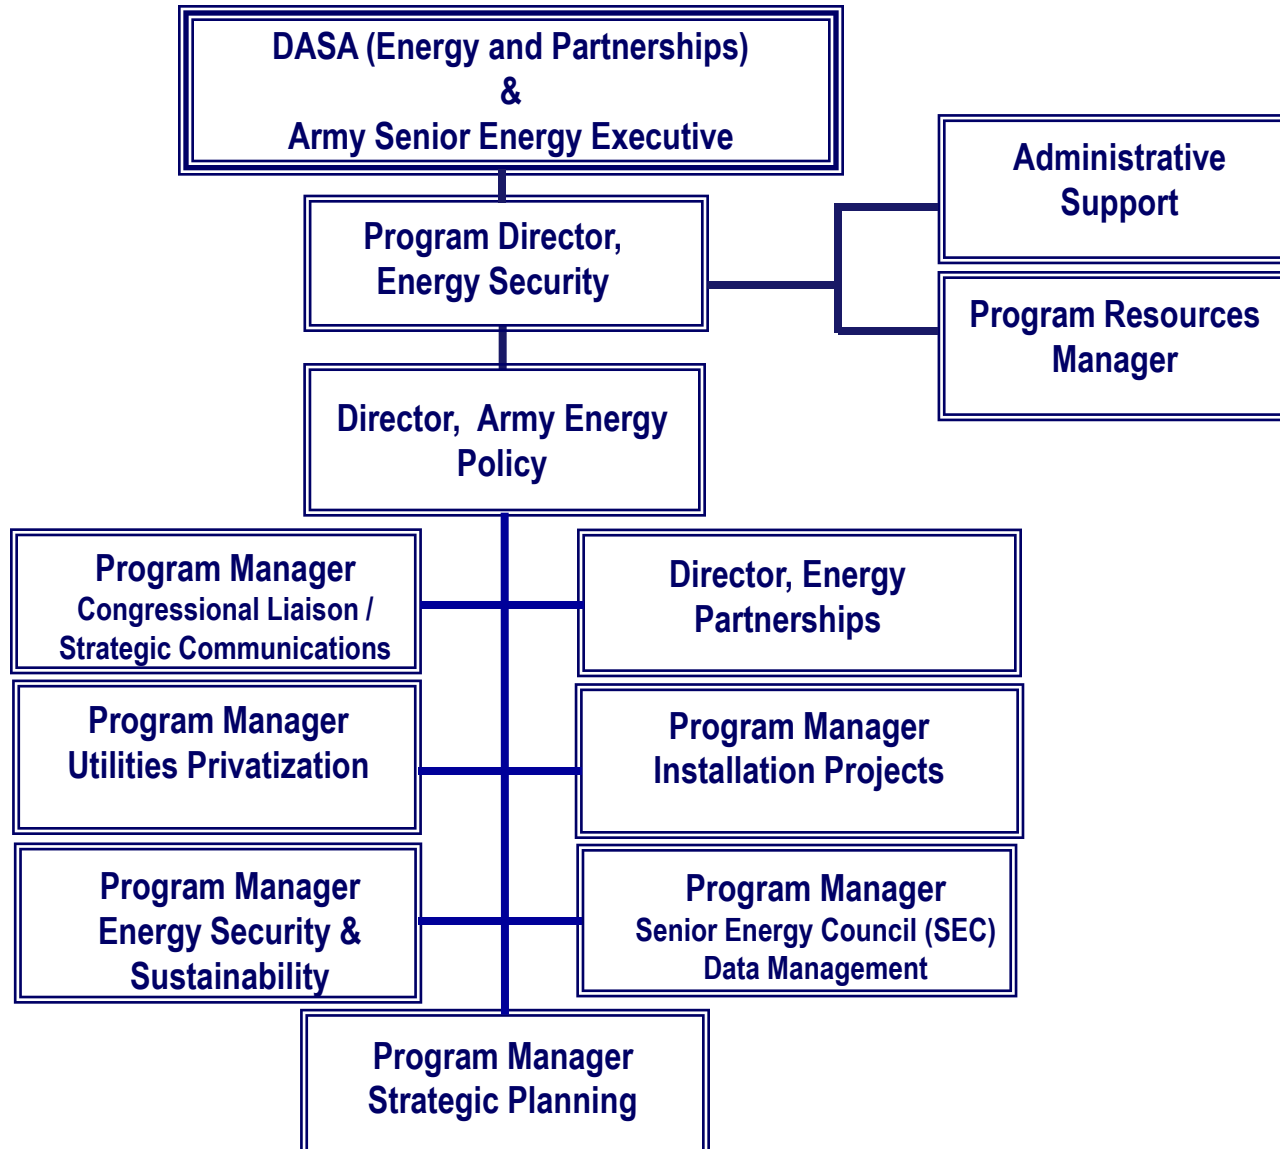 DASA (Energy and Partnerships)
&
Army Senior Energy Executive
Administrative
Support
Program Director,
Energy Security
Program Resources
Manager
Director, Army Energy
Policy
Program Manager
Congressional Liaison /
Strategic Communications
Director, Energy
Partnerships
Program Manager
Utilities Privatization
Program Manager
Installation Projects
Program Manager
Energy Security &
Sustainability
Program Manager
Senior Energy Council (SEC)
Data Management
Program Manager
Strategic Planning